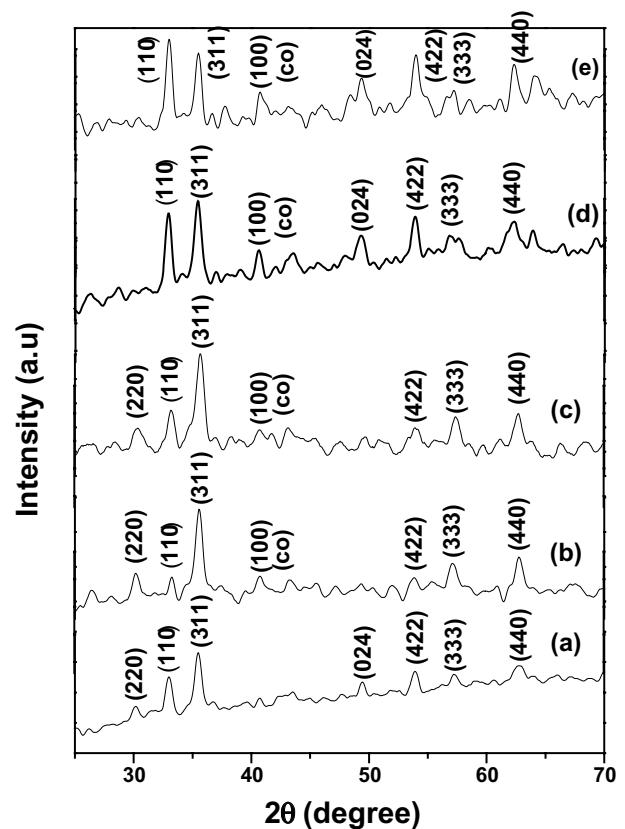 (110)
(311)
(100)
(co)
(024)
(422)
(333)
(440)
(e)
(110)
(311)
(100)
(co)
(024)
(422)
(333)
(440)
(d)
(220)
(110)
(311)
(100)
(co)
(422)
(333)
(440)
(c)
(220)
(110)
(311)
(100)
(co)
(422)
(333)
(440)
(b)
(220)
(110)
(311)
(024)
(422)
(333)
(440)
(a)
Intensity (a.u)
30 40 50 60 70
2θ (degree)